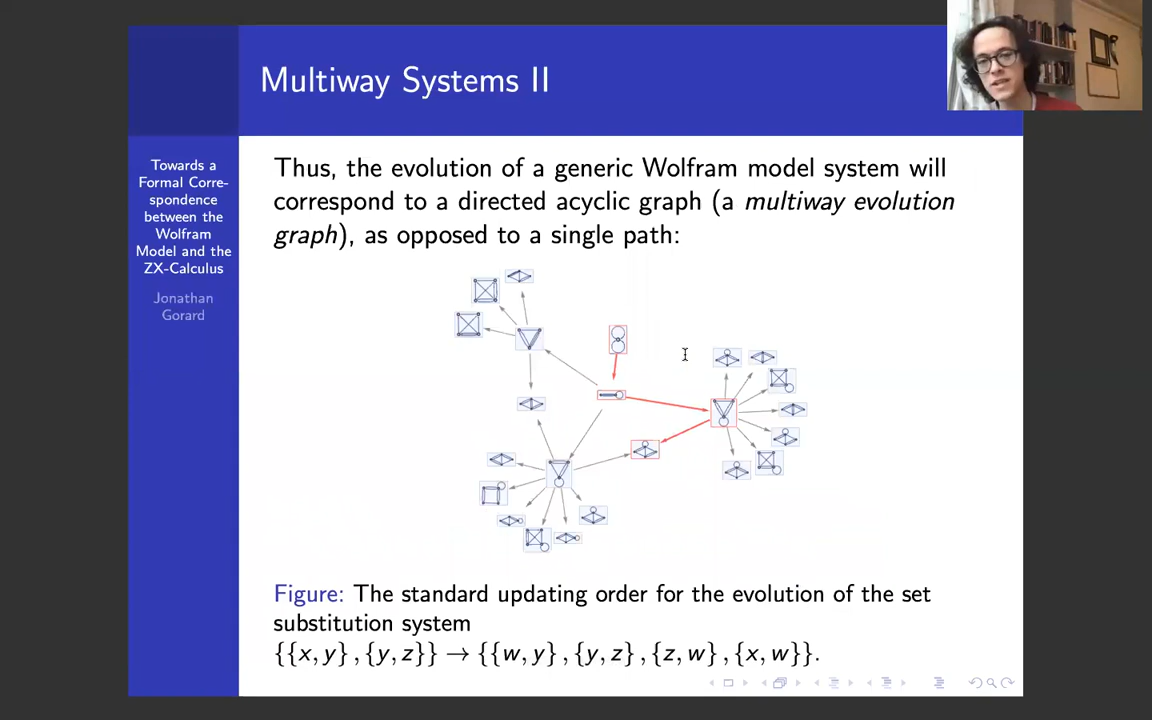 Multiway Systems II
Towards a
Formal Corre-
spondence
between the
Wolfram
Model and the
ZX-Calculus
Jonathan
Gorard
Thus, the evolution of a generic Wolfram model system will
correspond to a directed acyclic graph (a multiway evolution
graph), as opposed to a single path:
Figure: The standard updating order for the evolution of the set
substitution system
{{x, y} , {y, z}} → {{w, y} , {y, z} , {z, w} , {x, w}}.